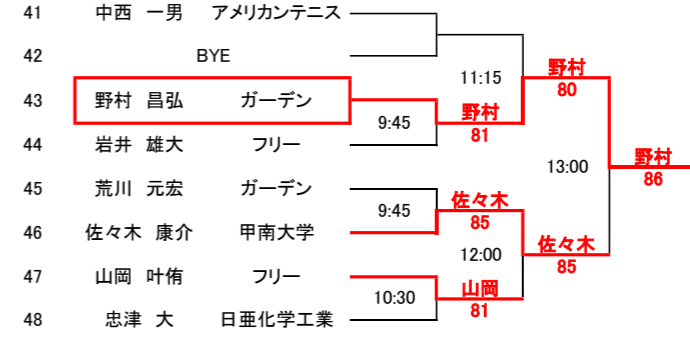 41 中西 一男 アメリカンテニス
42 BYE
11:15 野村 80
43 野村 昌弘 ガーデン
9:45 野村 81
44 岩井 雄大 フリー
13:00 野村 86
45 荒川 元宏 ガーデン
9:45 佐々木 85
46 佐々木 康介 甲南大学
12:00 佐々木 85
47 山岡 叶侑 フリー
10:30 山岡 81
48 忠津 大 日亜化学工業